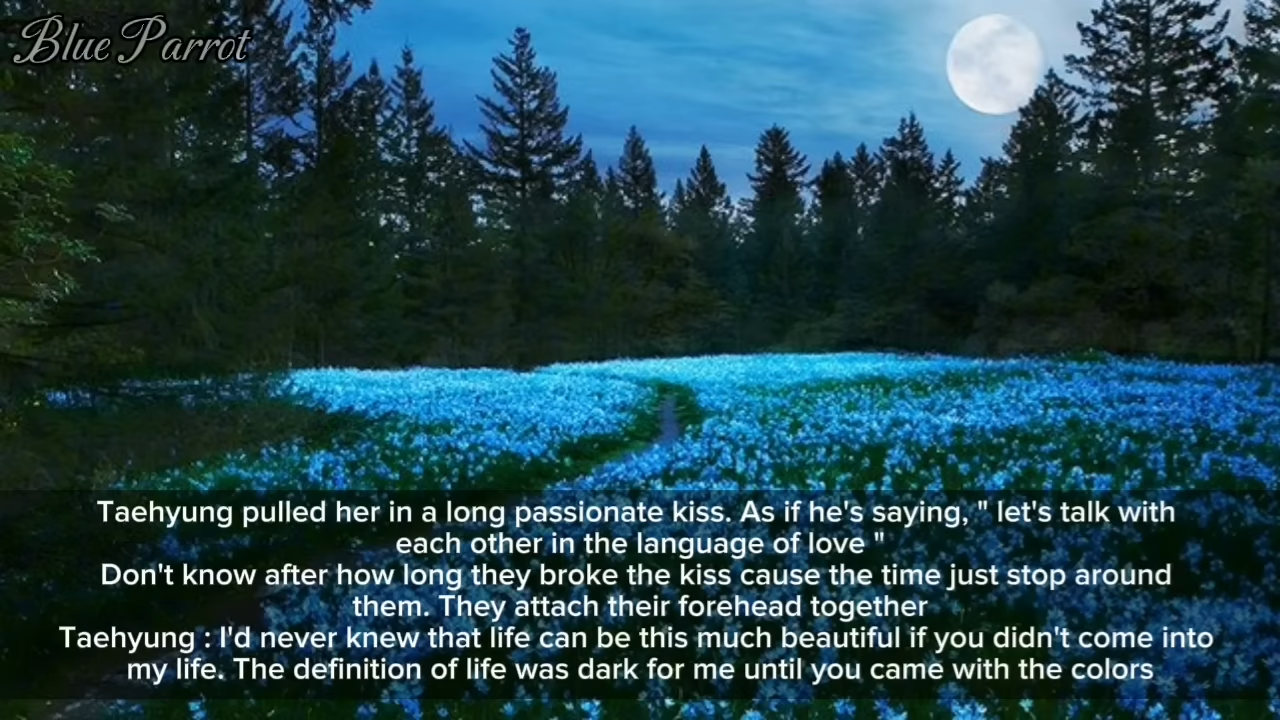 Blue Parrot
Taehyung pulled her in a long passionate kiss. As if he's saying, " let's talk with
each other in the language of love "
Don't know after how long they broke the kiss cause the time just stop around
them. They attach their forehead together
Taehyung : I'd never knew that life can be this much beautiful if you didn't come into
my life. The definition of life was dark for me until you came with the colors